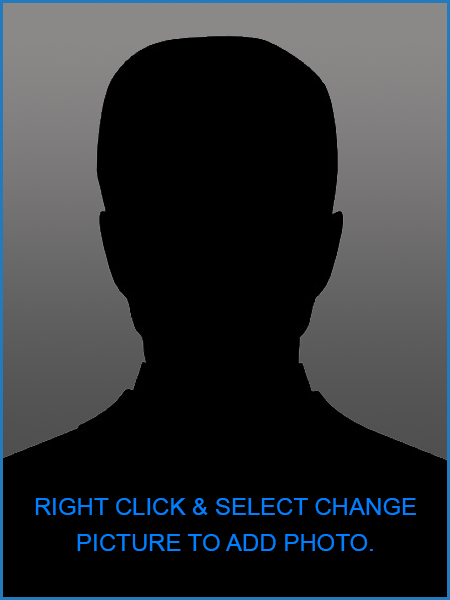 RIGHT CLICK & SELECT CHANGE
PICTURE TO ADD PHOTO.